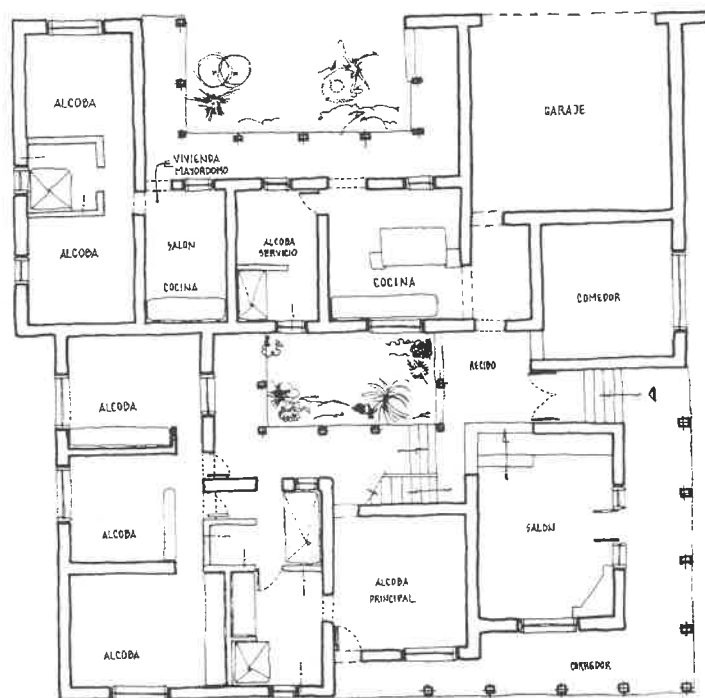 ALCOBA
GARAJE
VIVIENDA
MAYORDOMO
ALCOBA
SALON
COCINA
ALCOBA
SERVICIO
COCINA
COMEDOR
ALCOBA
RECIBO
ALCOBA
SALON
ALCOBA
PRINCIPAL
ALCOBA
CORREDOR